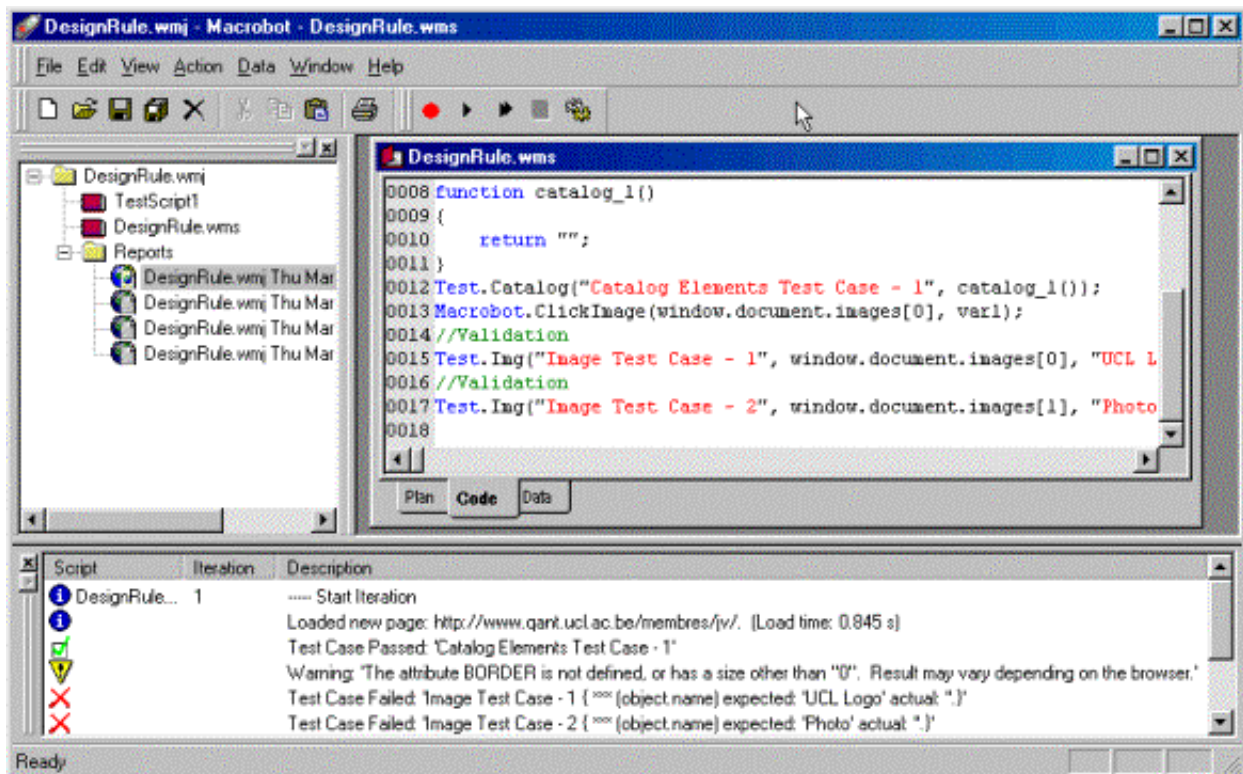 DesignRule.wmj - Macrobot - DesignRule.wms
File Edit View Action Data Window Help
DesignRule.wmj
TestScript1
DesignRule.wms
Reports
DesignRule.wmj Thu Mar
DesignRule.wmj Thu Mar
DesignRule.wmj Thu Mar
DesignRule.wmj Thu Mar
DesignRule.wms
0008 function catalog_1()
0009 {
0010 return "";
0011 }
0012 Test.Catalog("Catalog Elements Test Case - 1", catalog_1());
0013 Macrobot.ClickImage(window.document.images[0], var1);
0014 //Validation
0015 Test.Img("Image Test Case - 1", window.document.images[0], "UCL L
0016 //Validation
0017 Test.Img("Image Test Case - 2", window.document.images[1], "Photo
0018
Plan Code Data
Script Iteration Description
DesignRule... 1 ----- Start Iteration
Loaded new page: http://www.qant.ucl.ac.be/membres/jv/. (Load time: 0.845 s)
Test Case Passed: 'Catalog Elements Test Case - 1'
Warning: 'The attribute BORDER is not defined, or has a size other than "0". Result may vary depending on the browser.'
Test Case Failed: 'Image Test Case - 1 { """ (object.name) expected: 'UCL Logo' actual: ''.}'
Test Case Failed: 'Image Test Case - 2 { """ (object.name) expected: 'Photo' actual: ''.}'
Ready